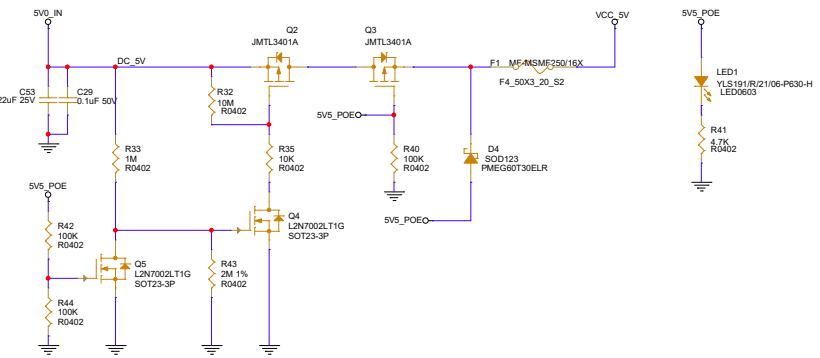 5V0_IN
Q2
JMTL3401A
Q3
JMTL3401A
VCC_5V
5V5_POE
DC_5V
F1 MF-MSMF250/16X
F4_50X3_20_S2
C53
22uF 25V
C29
0.1uF 50V
R32
10M
R0402
LED1
YLS191/R/21/06-P630-H
LED0603
5V5_POE
R33
1M
R0402
R35
10K
R0402
R40
100K
R0402
D4
SOD123
PMEG60T30ELR
R41
4.7K
R0402
5V5_POE
R42
100K
R0402
Q4
L2N7002LT1G
SOT23-3P
5V5_POE
Q5
L2N7002LT1G
SOT23-3P
R43
2M 1%
R0402
R44
100K
R0402